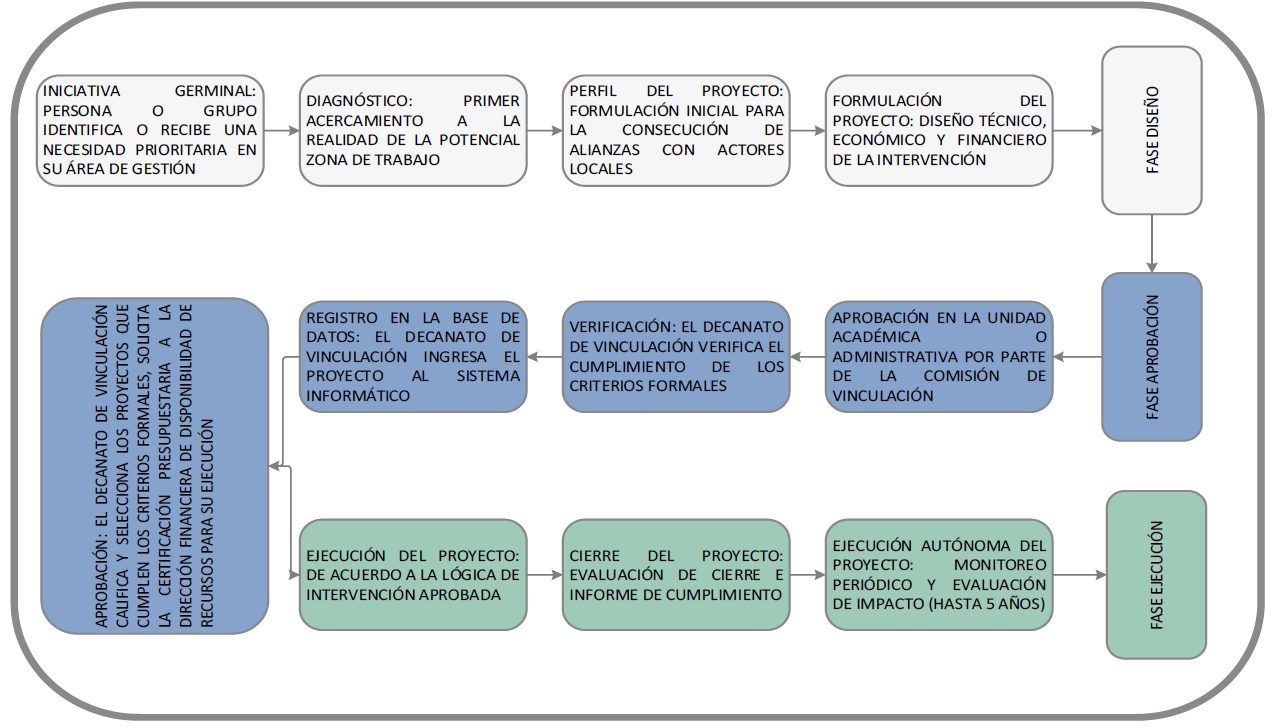 INICIATIVA GERMINAL:
PERSONA O GRUPO
IDENTIFICA O RECIBE UNA
NECESIDAD PRIORITARIA EN
SU ÁREA DE GESTIÓN
DIAGNÓSTICO: PRIMER
ACERCAMIENTO A LA
REALIDAD DE LA POTENCIAL
ZONA DE TRABAJO
PERFIL DEL PROYECTO:
FORMULACIÓN INICIAL PARA
LA CONSECUCIÓN DE
ALIANZAS CON ACTORES
LOCALES
FORMULACIÓN DEL
PROYECTO: DISEÑO TÉCNICO,
ECONÓMICO Y FINANCIERO
DE LA INTERVENCIÓN
FASE DISEÑO
FASE APROBACIÓN
APROBACIÓN EN LA UNIDAD
ACADÉMICA O
ADMINISTRATIVA POR PARTE
DE LA COMISIÓN DE
VINCULACIÓN
VERIFICACIÓN: EL DECANATO
DE VINCULACIÓN VERIFICA EL
CUMPLIMIENTO DE LOS
CRITERIOS FORMALES
REGISTRO EN LA BASE DE
DATOS: EL DECANATO DE
VINCULACIÓN INGRESA EL
PROYECTO AL SISTEMA
INFORMÁTICO
APROBACIÓN: EL DECANATO DE VINCULACIÓN
CALIFICA Y SELECCIONA LOS PROYECTOS QUE
CUMPLEN LOS CRITERIOS FORMALES, SOLICITA
LA CERTIFICACIÓN PRESUPUESTARIA A LA
DIRECCIÓN FINANCIERA DE DISPONIBILIDAD DE
RECURSOS PARA SU EJECUCIÓN
EJECUCIÓN DEL PROYECTO:
DE ACUERDO A LA LÓGICA DE
INTERVENCIÓN APROBADA
CIERRE DEL PROYECTO:
EVALUACIÓN DE CIERRE E
INFORME DE CUMPLIMIENTO
EJECUCIÓN AUTÓNOMA DEL
PROYECTO: MONITOREO
PERIÓDICO Y EVALUACIÓN
DE IMPACTO (HASTA 5 AÑOS)
FASE EJECUCIÓN